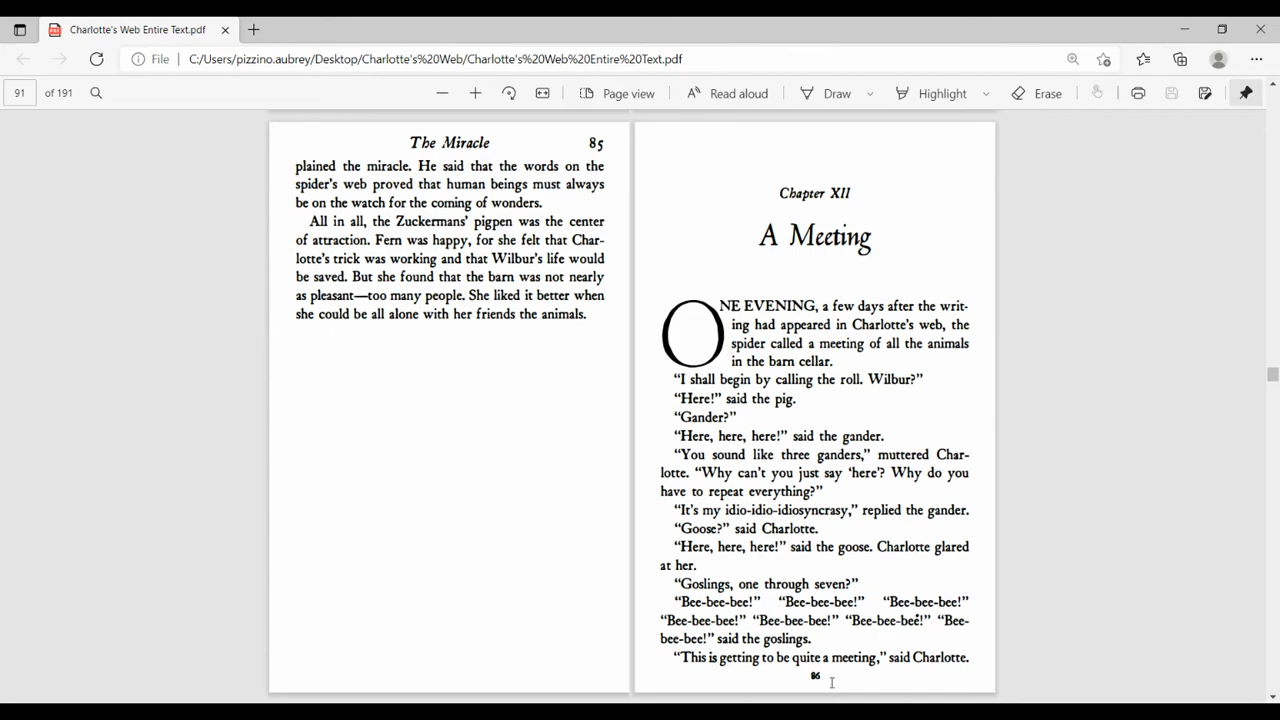 Charlotte's Web Entire Text.pdf
File
C:/Users/pizzino.aubrey/Desktop/Charlotte's%20Web/Charlotte's%20Web%20Entire%20Text.pdf
91 of 191
Page view
Read aloud
Draw
Highlight
Erase
The Miracle 85
plained the miracle. He said that the words on the
spider's web proved that human beings must always
be on the watch for the coming of wonders.
All in all, the Zuckermans' pigpen was the center
of attraction. Fern was happy, for she felt that Char-
lotte's trick was working and that Wilbur's life would
be saved. But she found that the barn was not nearly
as pleasant—too many people. She liked it better when
she could be all alone with her friends the animals.
Chapter XII
A Meeting
ONE EVENING, a few days after the writ-
ing had appeared in Charlotte's web, the
spider called a meeting of all the animals
in the barn cellar.
"I shall begin by calling the roll. Wilbur?"
"Here!" said the pig.
"Gander?"
"Here, here, here!" said the gander.
"You sound like three ganders," muttered Char-
lotte. "Why can't you just say 'here'? Why do you
have to repeat everything?"
"It's my idio-idio-idiosyncrasy," replied the gander.
"Goose?" said Charlotte.
"Here, here, here!" said the goose. Charlotte glared
at her.
"Goslings, one through seven?"
"Bee-bee-bee!" "Bee-bee-bee!" "Bee-bee-bee!"
"Bee-bee-bee!" "Bee-bee-bee!" "Bee-bee-bee!" "Bee-
bee-bee!" said the goslings.
"This is getting to be quite a meeting," said Charlotte.
86